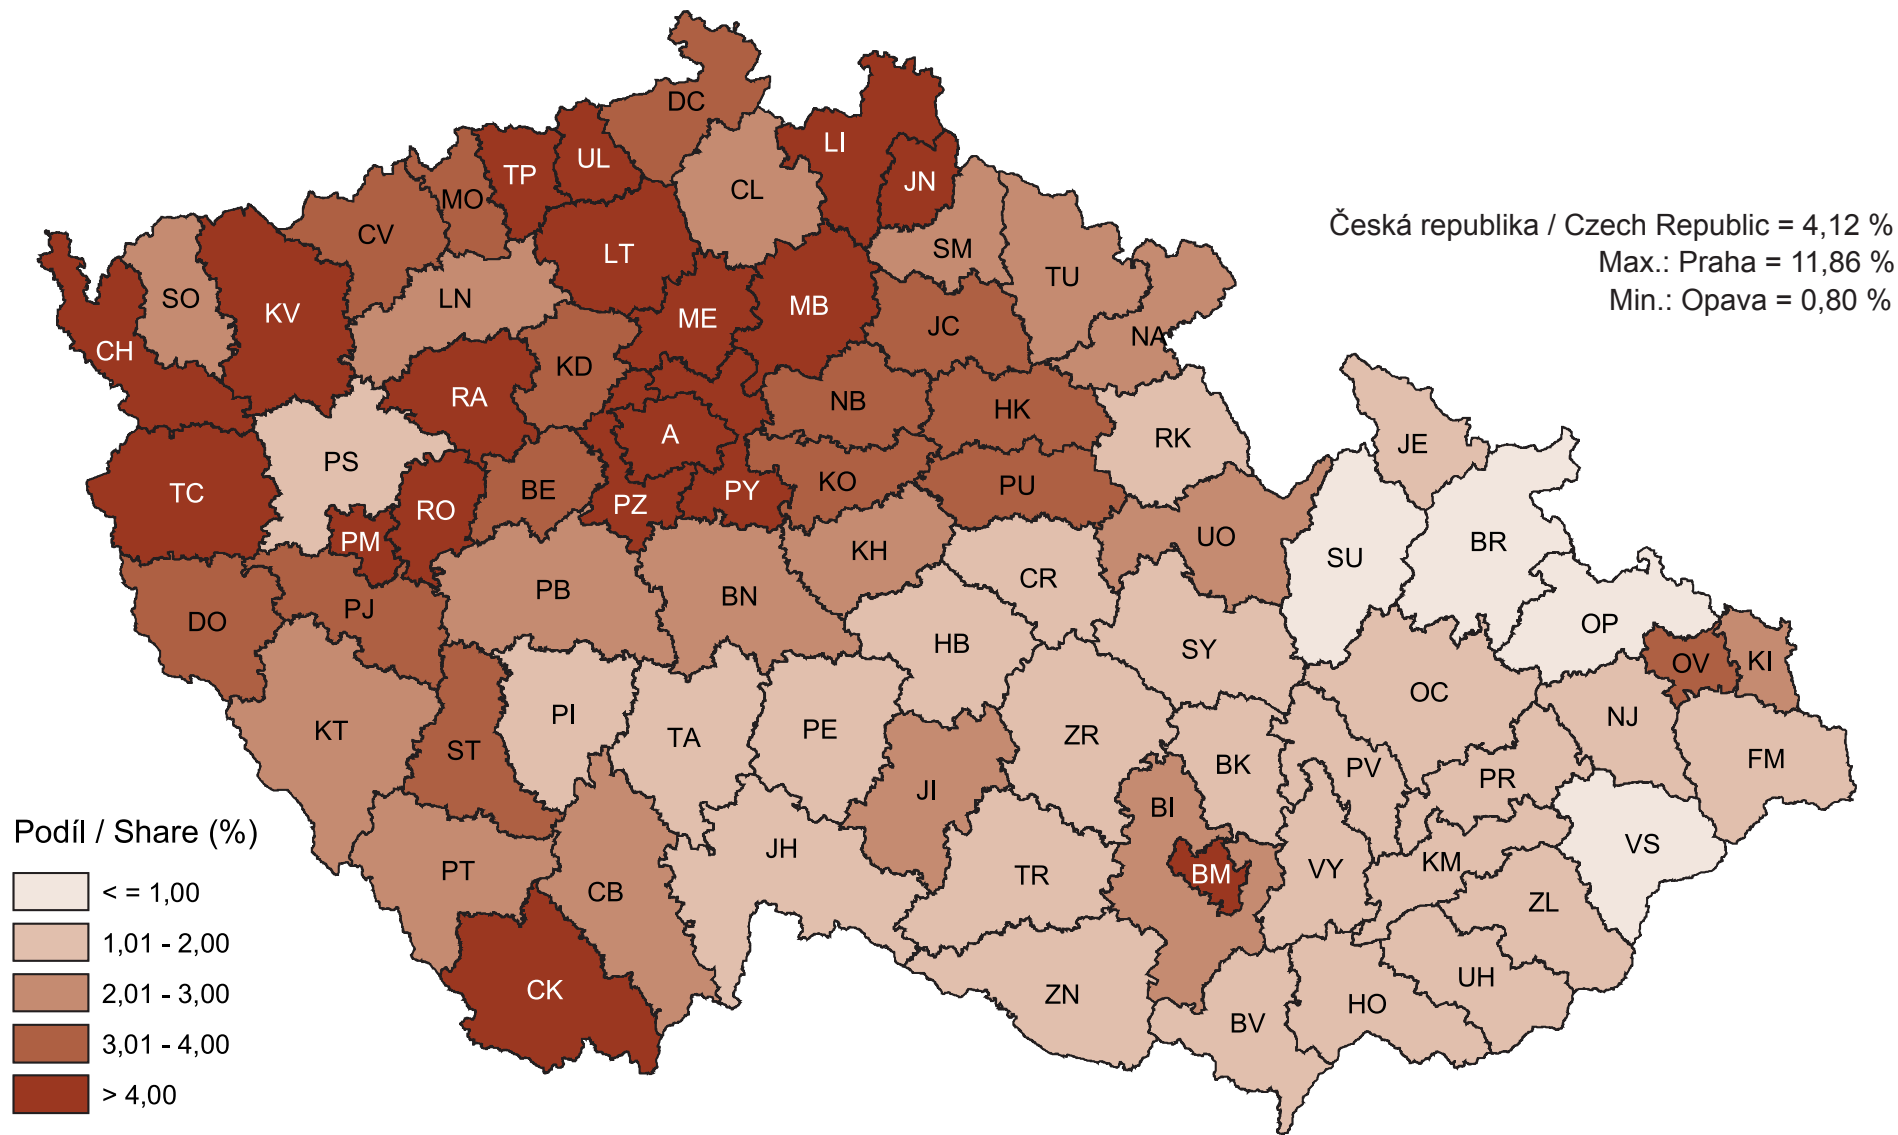 DC
LI
UL
TP
JN
CL
MO
CV
LT
SM
TU
Česká republika / Czech Republic = 4,12 %
Max.: Praha = 11,86 %
Min.: Opava = 0,80 %
SO
LN
KV
ME
MB
JC
NA
CH
KD
RA
NB
HK
A
RK
JE
PS
TC
BE
PZ
PY
KO
PU
RO
PM
UO
BR
SU
KH
CR
PB
BN
DO
PJ
OP
HB
SY
OV
KI
OC
PI
NJ
KT
ST
TA
PE
ZR
BK
PV
PR
FM
JI
BI
Podíl / Share (%)
JH
VS
KM
PT
CB
TR
BM
VY
ZL
< = 1,00
1,01 - 2,00
2,01 - 3,00
3,01 - 4,00
> 4,00
CK
ZN
UH
HO
BV